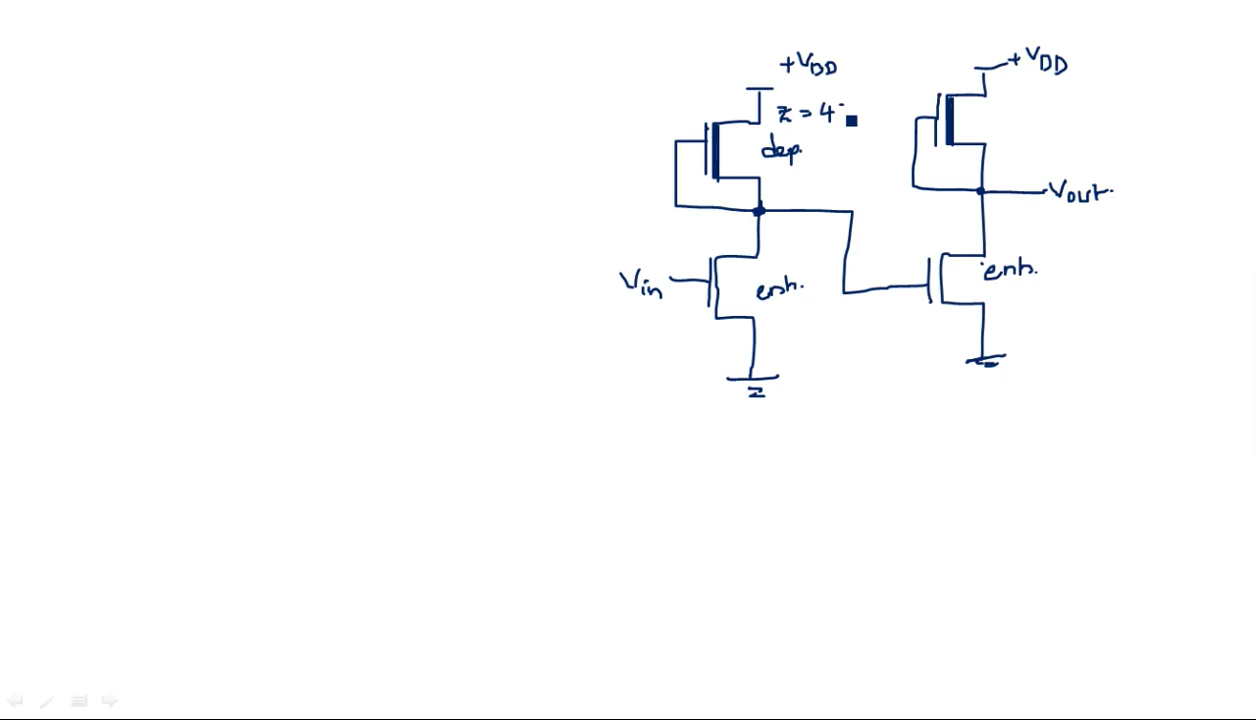 +VDD
+VDD
z = 4
dep.
Vout.
Vin
enh.
enh.